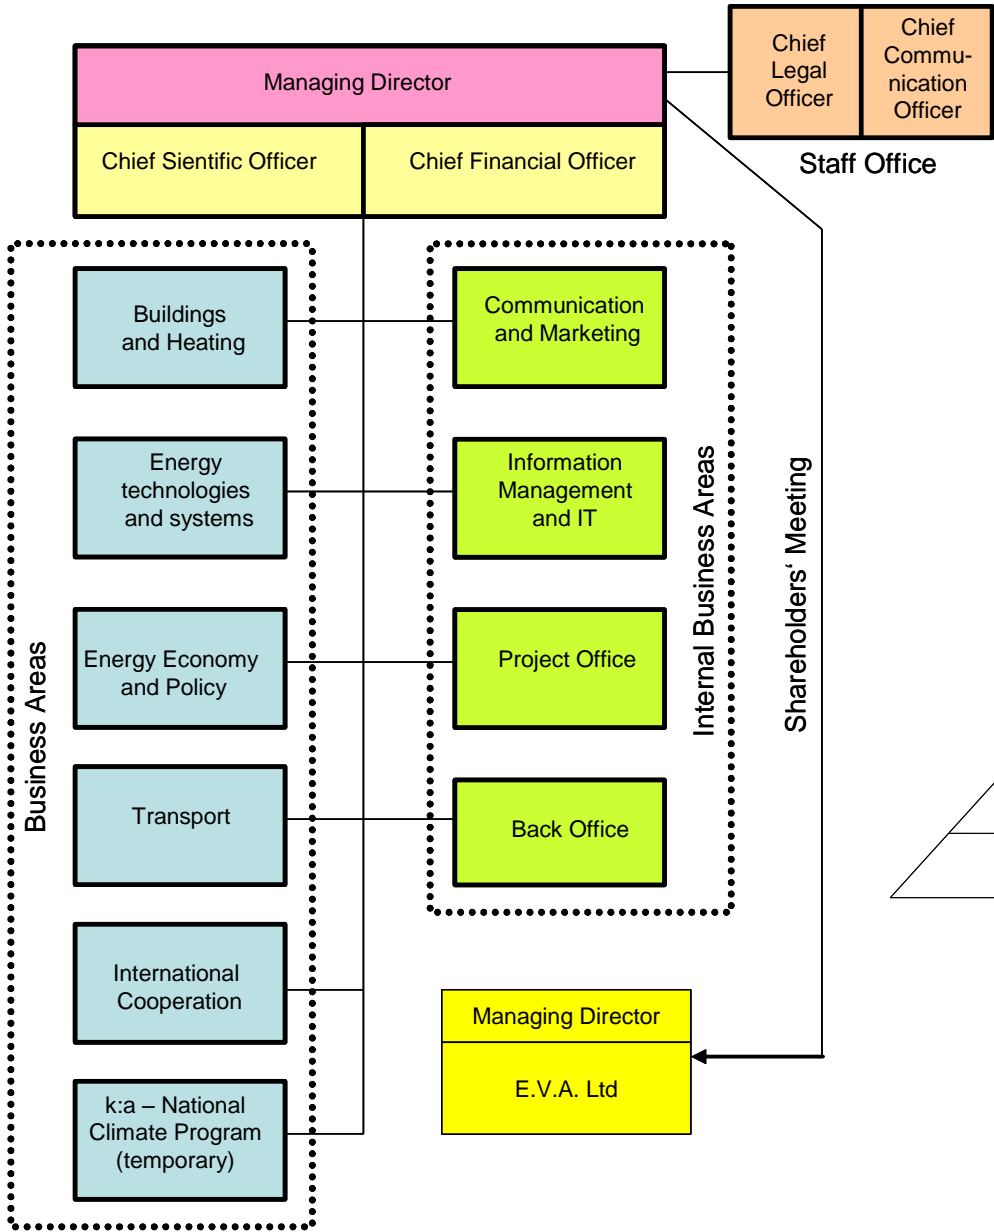 Managing Director
Chief Sientific Officer
Chief Financial Officer
Chief
Legal
Officer
Chief
Commu-
nication
Officer
Staff Office
Business Areas
Buildings
and Heating
Energy
technologies
and systems
Energy Economy
and Policy
Transport
International
Cooperation
k:a – National
Climate Program
(temporary)
Communication
and Marketing
Information
Management
and IT
Project Office
Back Office
Internal Business Areas
Shareholders‘ Meeting
Managing Director
E.V.A. Ltd